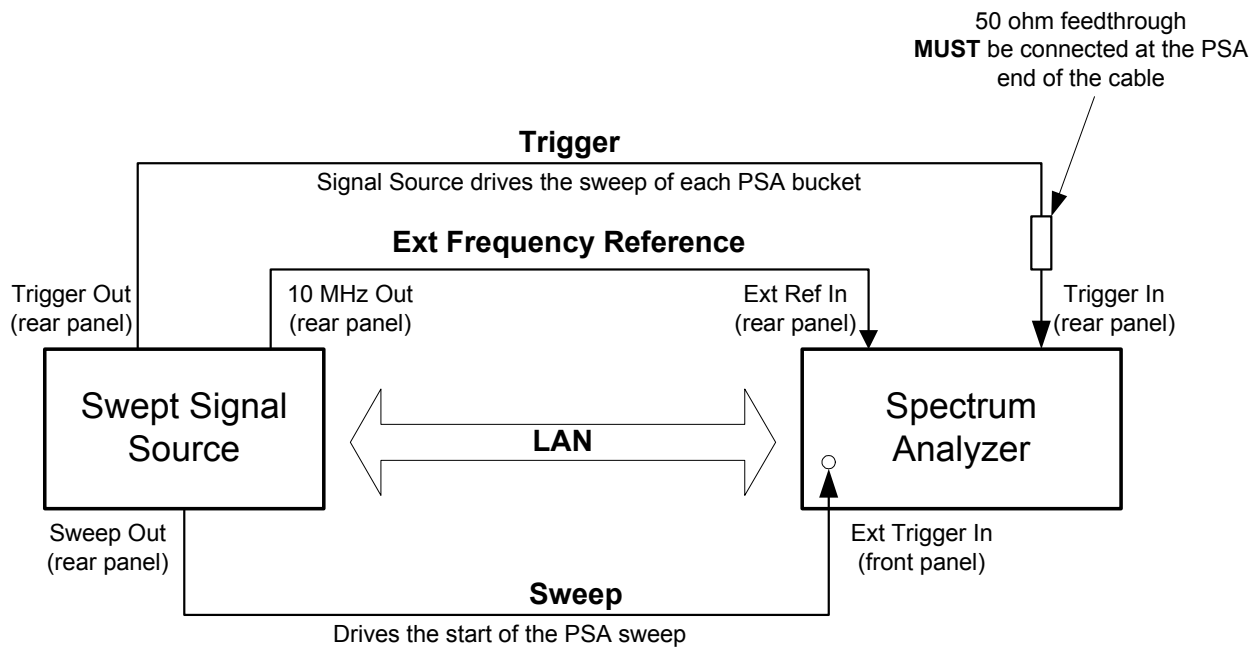 50 ohm feedthrough
MUST be connected at the PSA
end of the cable
Trigger
Signal Source drives the sweep of each PSA bucket
Ext Frequency Reference
Trigger Out
(rear panel)
10 MHz Out
(rear panel)
Ext Ref In
(rear panel)
Trigger In
(rear panel)
Swept Signal
Source
LAN
Spectrum
Analyzer
Sweep Out
(rear panel)
Ext Trigger In
(front panel)
Sweep
Drives the start of the PSA sweep